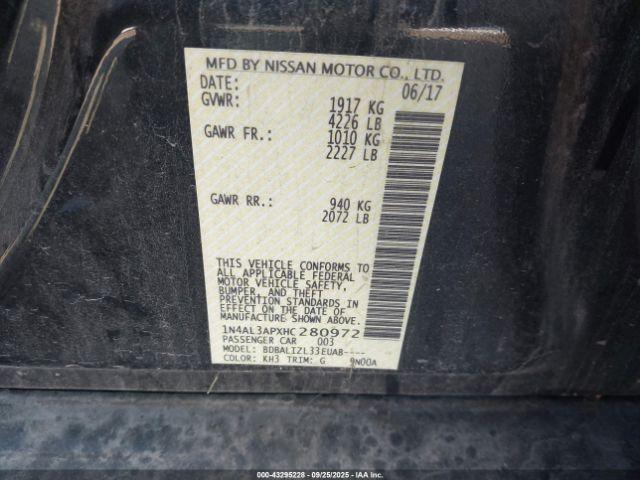 MFD BY NISSAN MOTOR CO., LTD.
DATE: 06/17
GVWR: 1917 KG
4226 LB
GAWR FR.: 1010 KG
2227 LB
GAWR RR.: 940 KG
2072 LB
THIS VEHICLE CONFORMS TO
ALL APPLICABLE FEDERAL
MOTOR VEHICLE SAFETY,
BUMPER, AND THEFT
PREVENTION STANDARDS IN
EFFECT ON THE DATE OF
MANUFACTURE SHOWN ABOVE.
1N4AL3APXHC280972
PASSENGER CAR 003
MODEL: BDBALIZL33EUAB----
COLOR: KH3 TRIM: G 9N00A
000-43295228 - 09/25/2025 - IAA Inc.